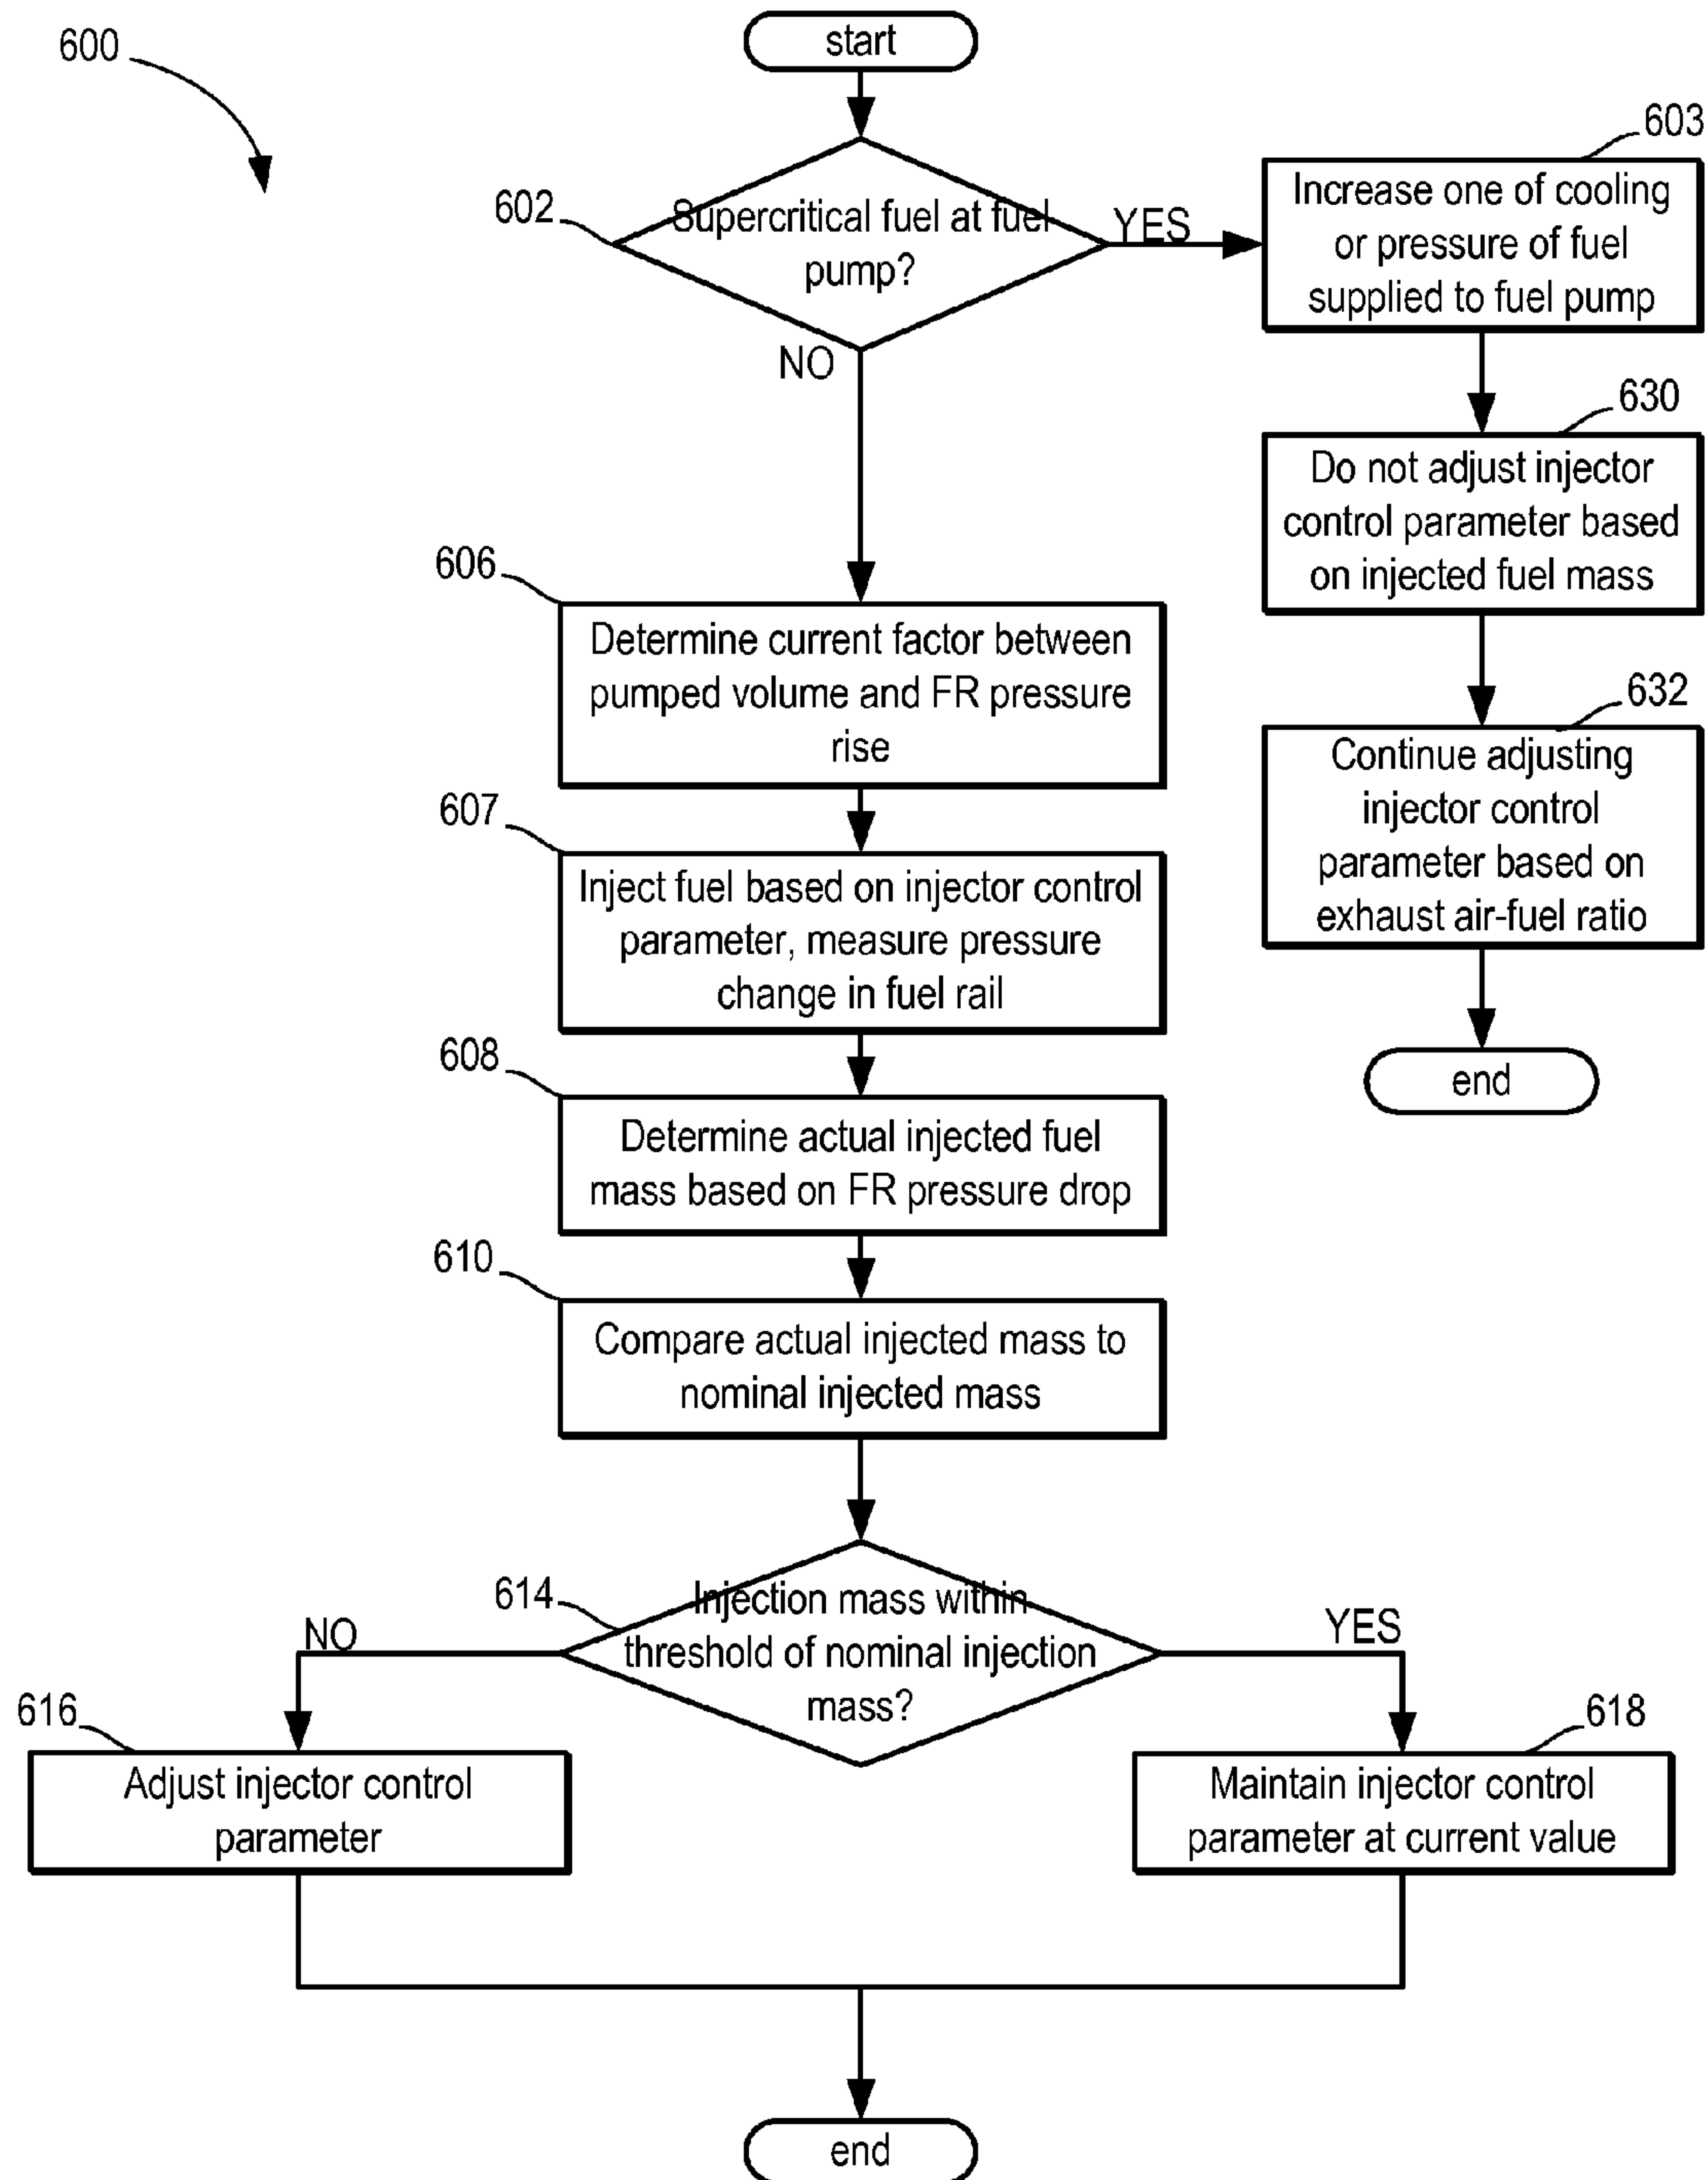 600
start
602
Supercritical fuel at fuel
pump?
YES
NO
603
Increase one of cooling
or pressure of fuel
supplied to fuel pump
630
Do not adjust injector
control parameter based
on injected fuel mass
632
Continue adjusting
injector control
parameter based on
exhaust air-fuel ratio
end
606
Determine current factor between
pumped volume and FR pressure
rise
607
Inject fuel based on injector control
parameter, measure pressure
change in fuel rail
608
Determine actual injected fuel
mass based on FR pressure drop
610
Compare actual injected mass to
nominal injected mass
614
Injection mass within
threshold of nominal injection
mass?
NO
YES
616
Adjust injector control
parameter
618
Maintain injector control
parameter at current value
end